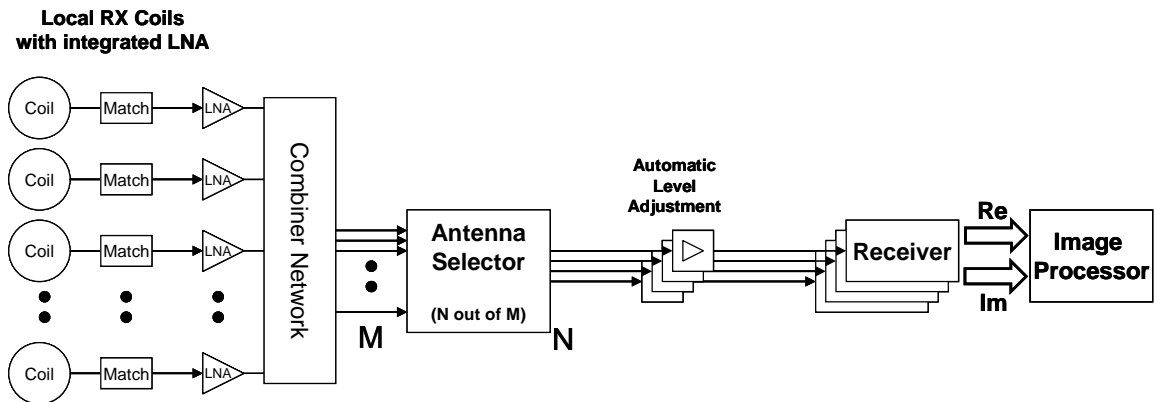 Local RX Coils
with integrated LNA
Coil
Match
LNA
Coil
Match
LNA
Coil
Match
LNA
Coil
Match
LNA
Combiner Network
M
Antenna
Selector
(N out of M)
N
Automatic
Level
Adjustment
Receiver
Re
Im
Image
Processor